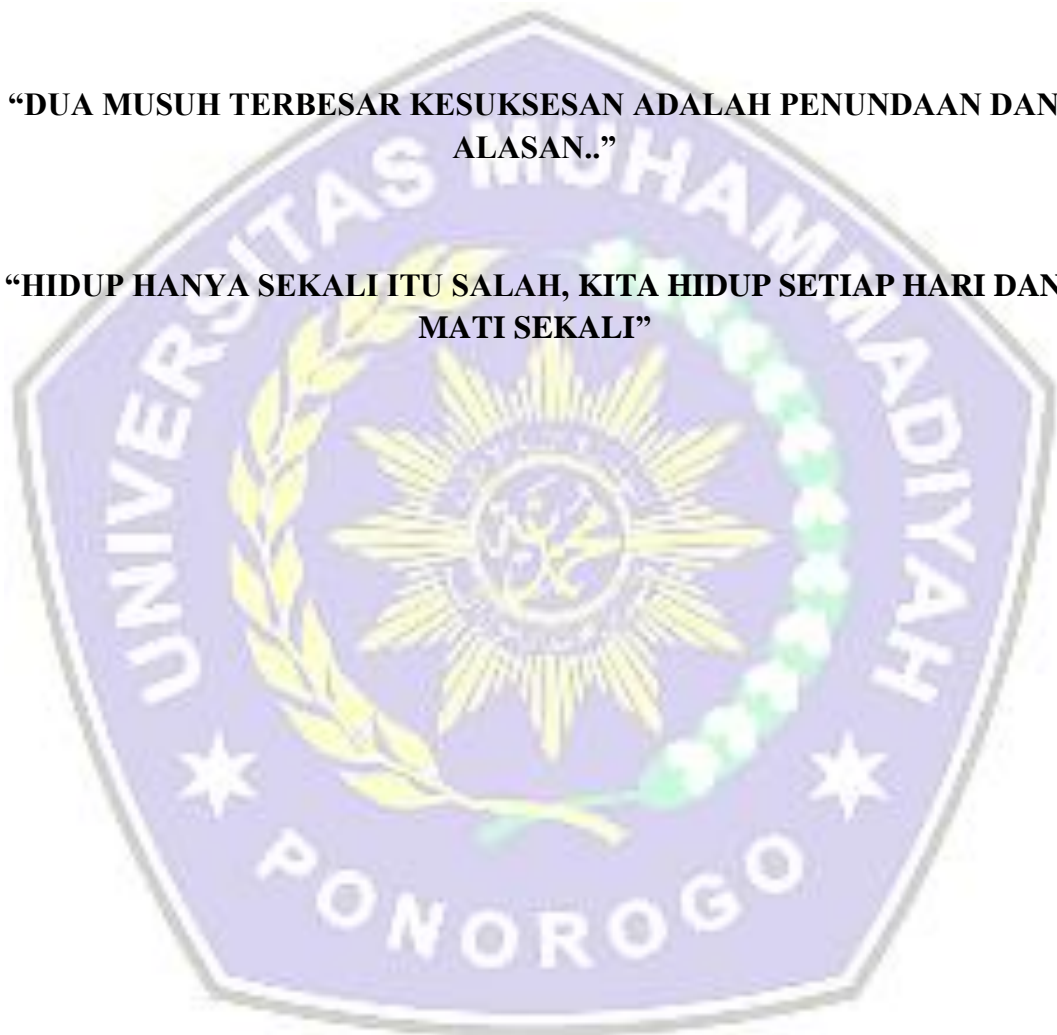 “DUA MUSUH TERBESAR KESUKSESAN ADALAH PENUNDAAN DAN
ALASAN..”
“HIDUP HANYA SEKALI ITU SALAH, KITA HIDUP SETIAP HARI DAN
MATI SEKALI”
UNIVERSITAS MUHAMMADIYAH
PONOROGO